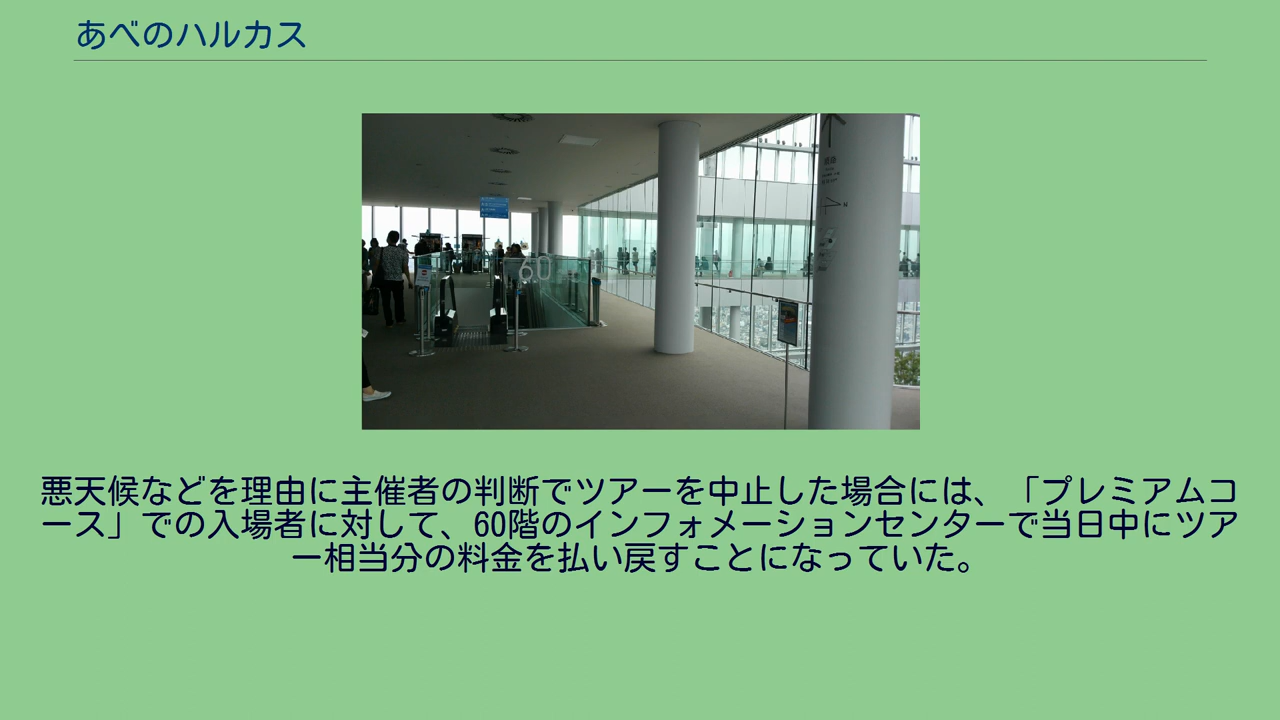 あべのハルカス
60
悪天候などを理由に主催者の判断でツアーを中止した場合には、「プレミアムコ
ース」での入場者に対して、60階のインフォメーションセンターで当日中にツア
ー相当分の料金を払い戻すことになっていた。